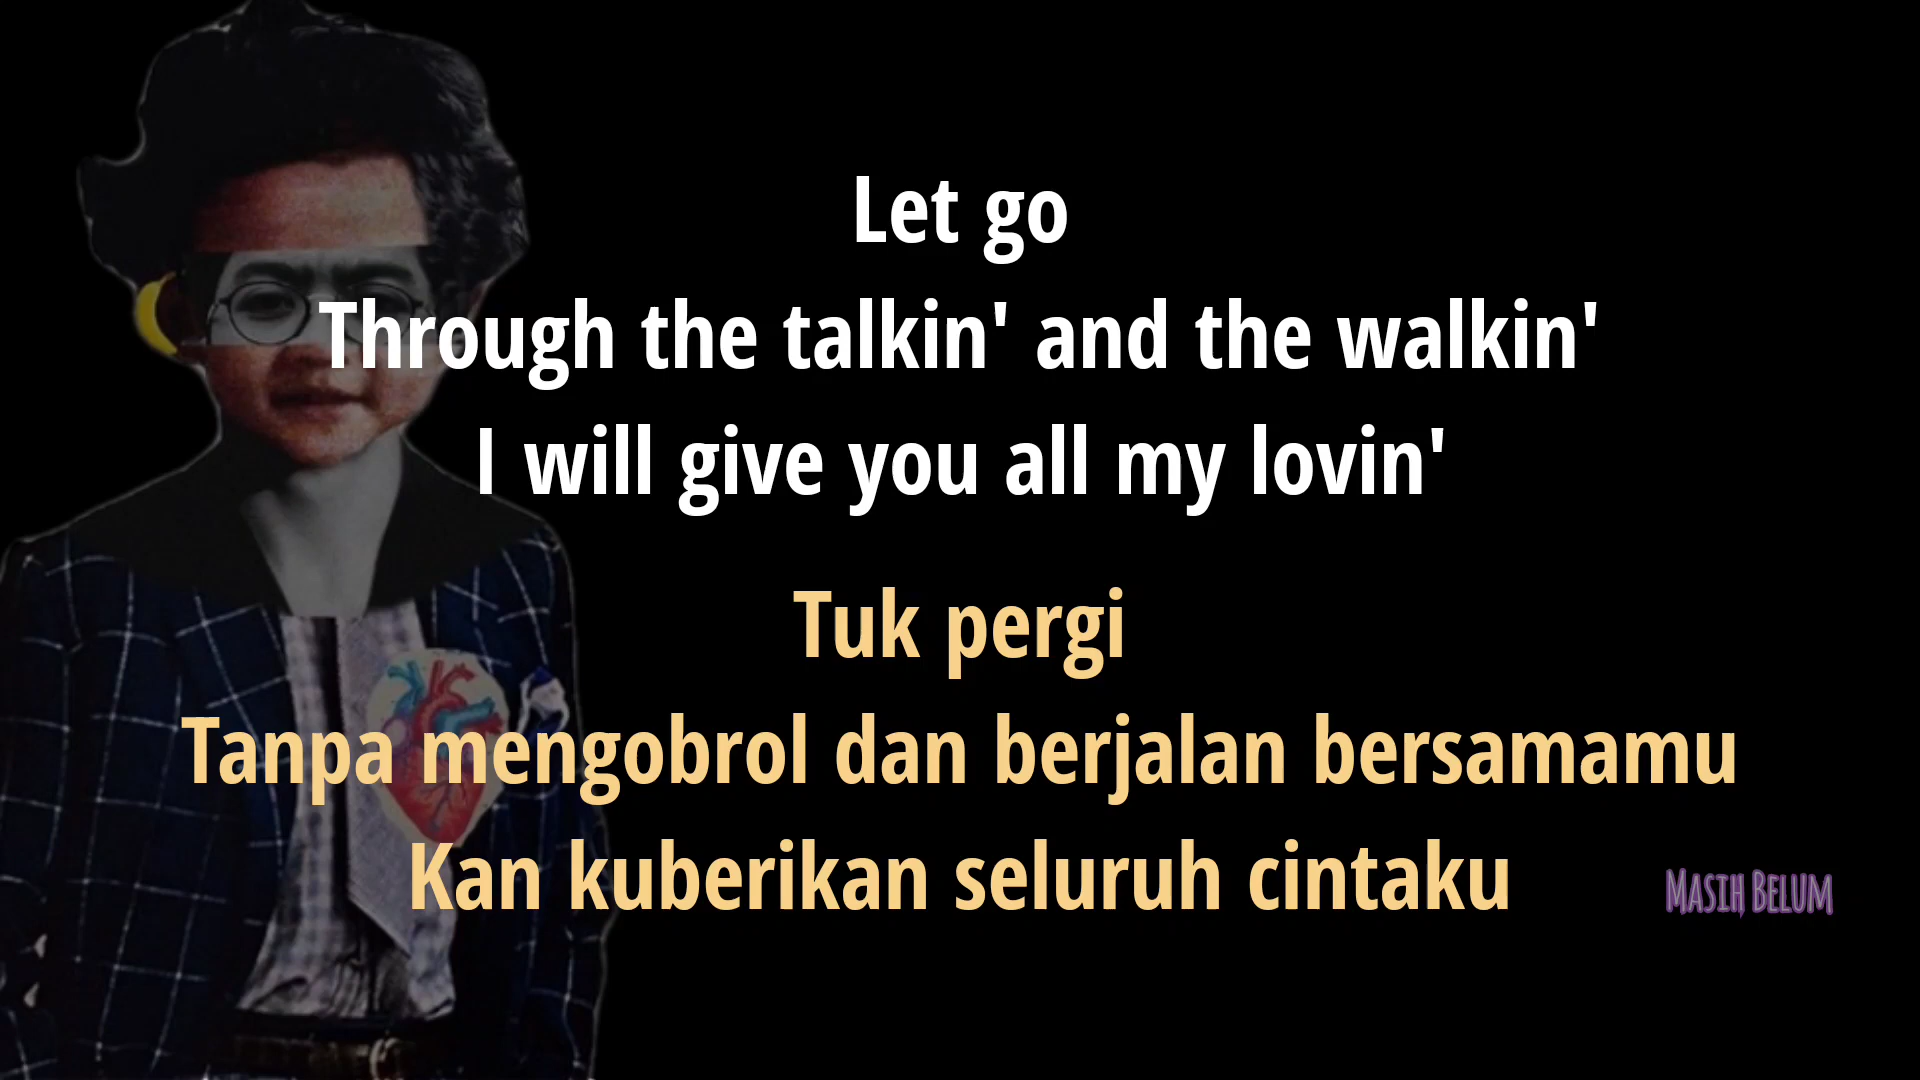 Let go
Through the talkin' and the walkin'
I will give you all my lovin'
Tuk pergi
Tanpa mengobrol dan berjalan bersamamu
Kan kuberikan seluruh cintaku
Masih Belum